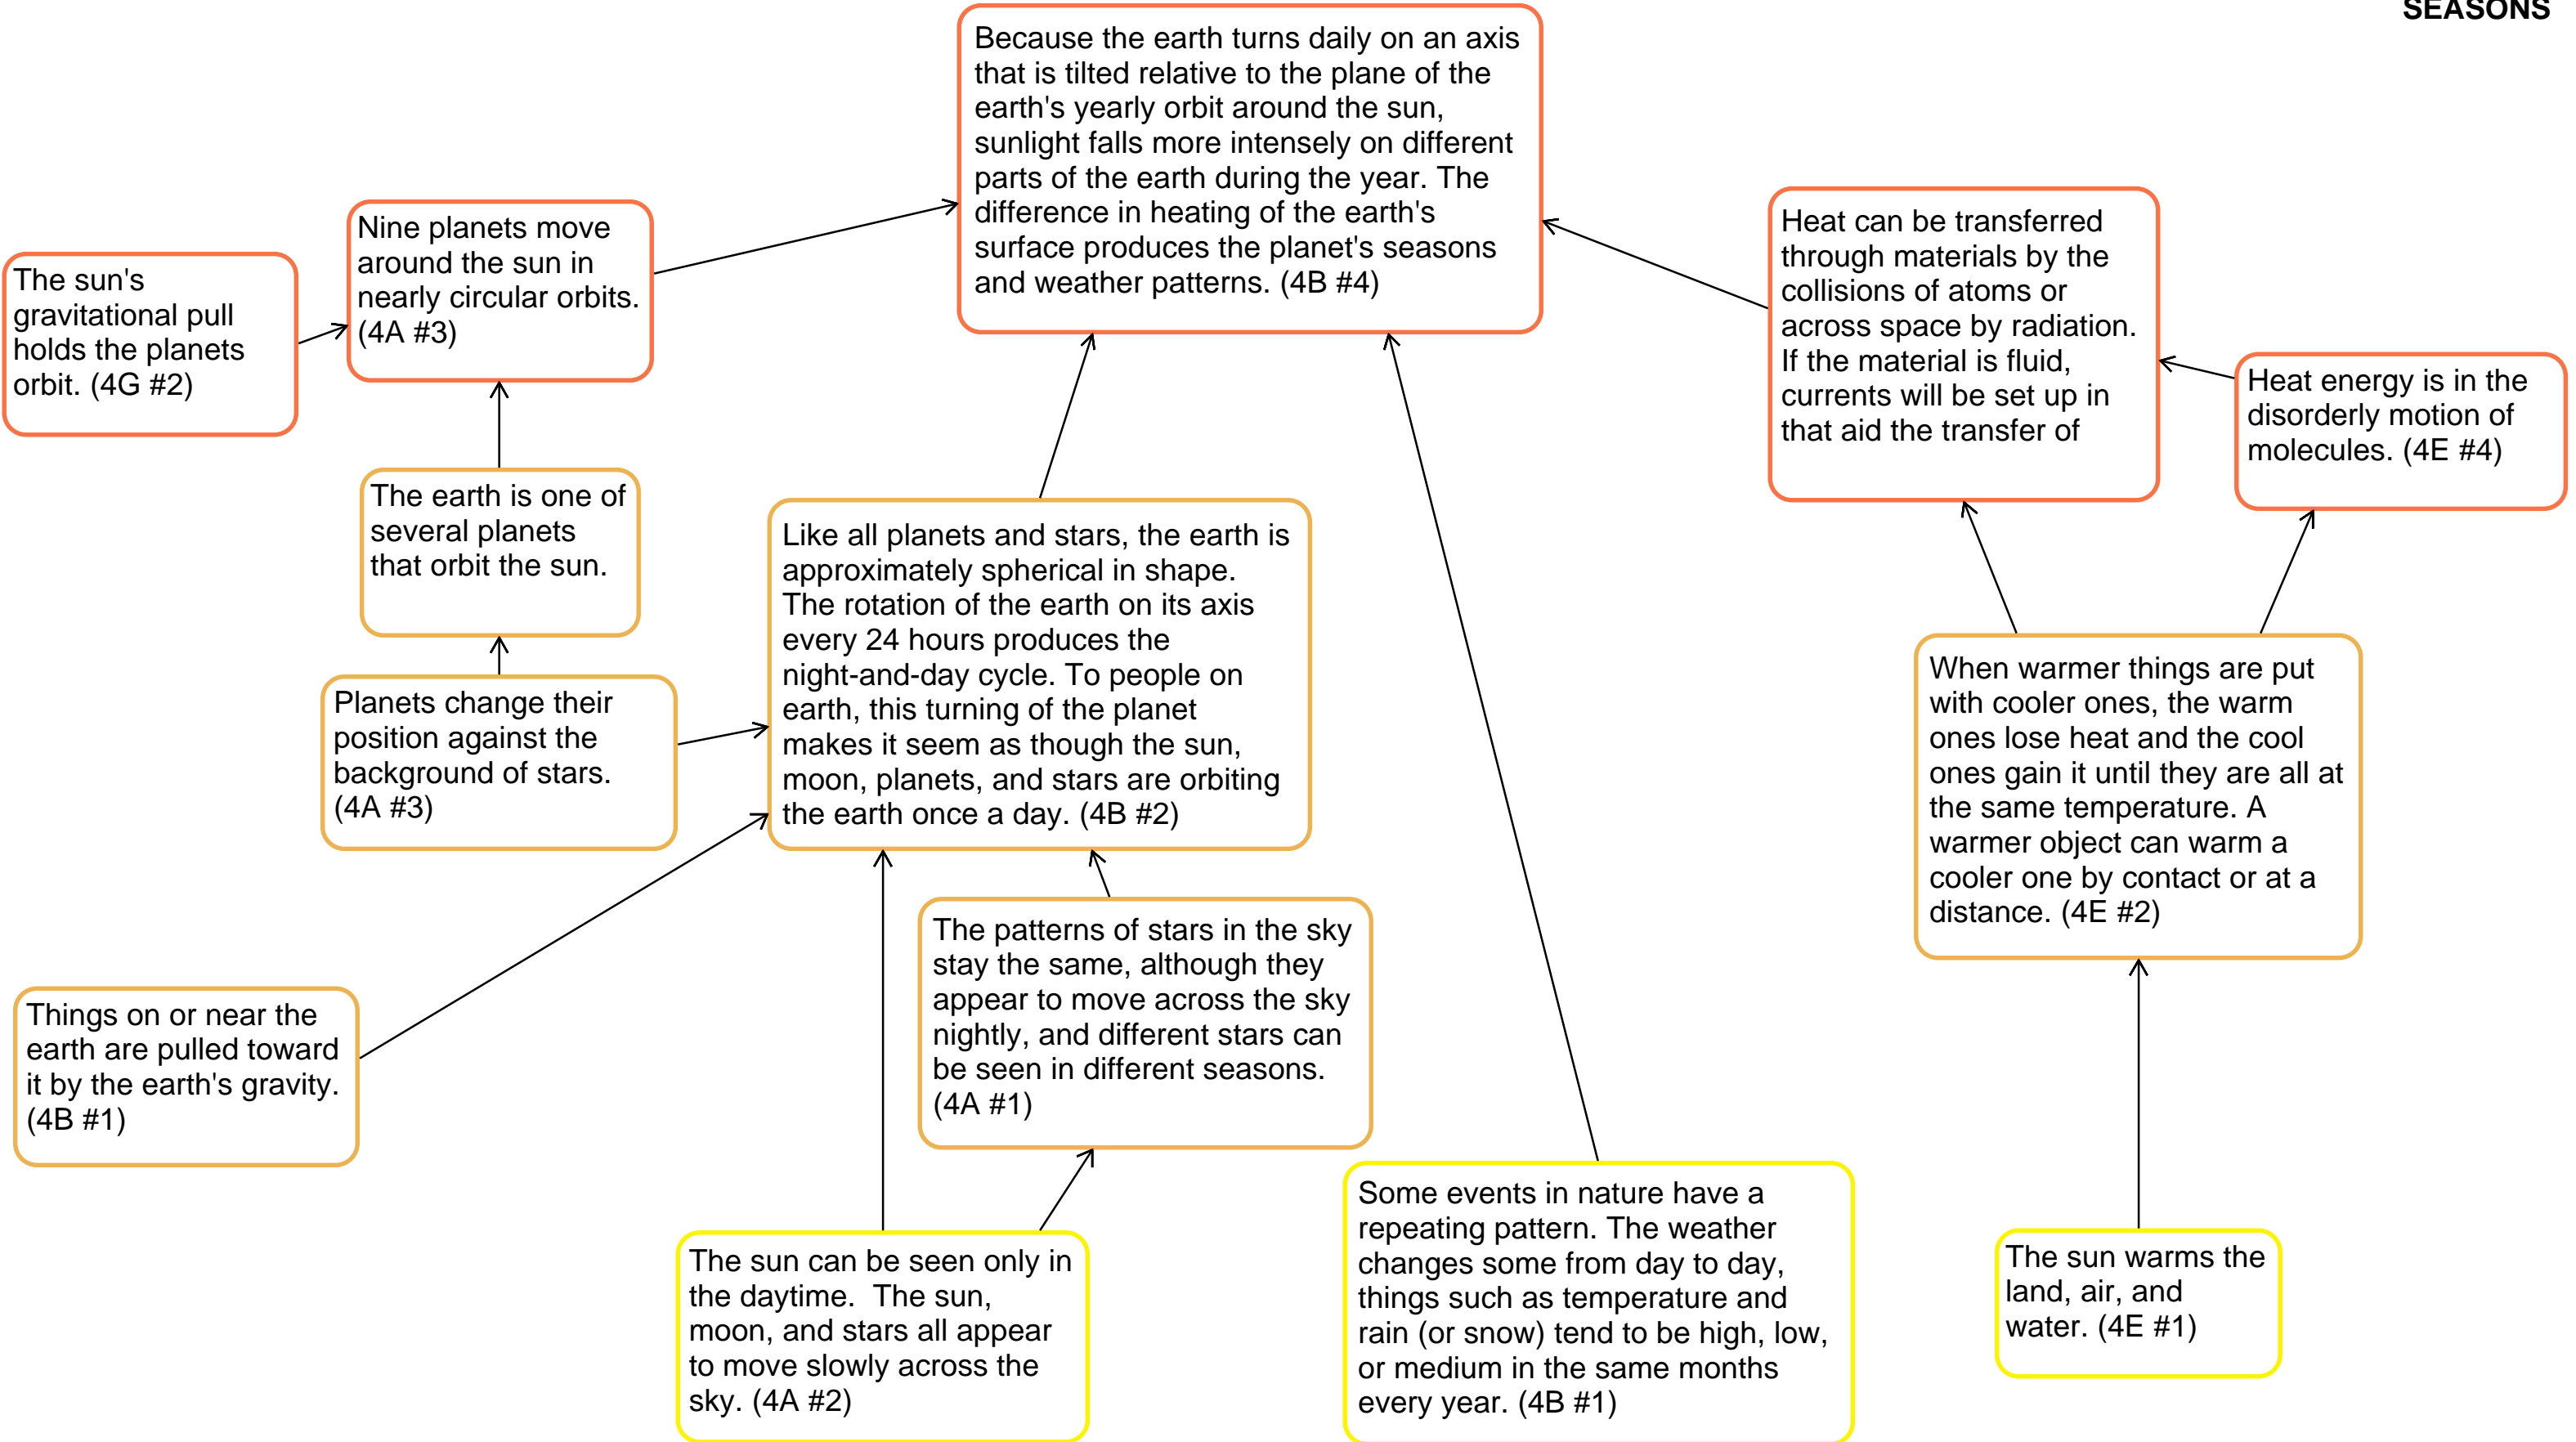 SEASONS
Because the earth turns daily on an axis
that is tilted relative to the plane of the
earth's yearly orbit around the sun,
sunlight falls more intensely on different
parts of the earth during the year. The
difference in heating of the earth's
surface produces the planet's seasons
and weather patterns. (4B #4)
Nine planets move
around the sun in
nearly circular orbits.
(4A #3)
The sun's
gravitational pull
holds the planets
orbit. (4G #2)
Heat can be transferred
through materials by the
collisions of atoms or
across space by radiation.
If the material is fluid,
currents will be set up in
that aid the transfer of
Heat energy is in the
disorderly motion of
molecules. (4E #4)
The earth is one of
several planets
that orbit the sun.
Like all planets and stars, the earth is
approximately spherical in shape.
The rotation of the earth on its axis
every 24 hours produces the
night-and-day cycle. To people on
earth, this turning of the planet
makes it seem as though the sun,
moon, planets, and stars are orbiting
the earth once a day. (4B #2)
Planets change their
position against the
background of stars.
(4A #3)
When warmer things are put
with cooler ones, the warm
ones lose heat and the cool
ones gain it until they are all at
the same temperature. A
warmer object can warm a
cooler one by contact or at a
distance. (4E #2)
The patterns of stars in the sky
stay the same, although they
appear to move across the sky
nightly, and different stars can
be seen in different seasons.
(4A #1)
Things on or near the
earth are pulled toward
it by the earth's gravity.
(4B #1)
Some events in nature have a
repeating pattern. The weather
changes some from day to day,
things such as temperature and
rain (or snow) tend to be high, low,
or medium in the same months
every year. (4B #1)
The sun can be seen only in
the daytime.  The sun,
moon, and stars all appear
to move slowly across the
sky. (4A #2)
The sun warms the
land, air, and
water. (4E #1)